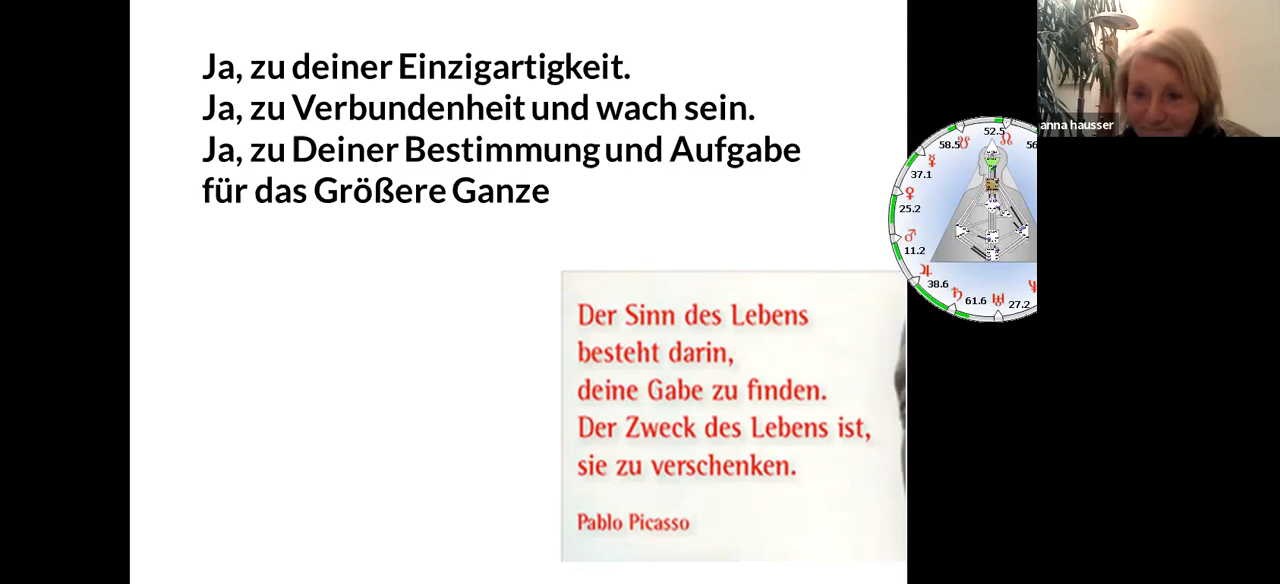 Ja, zu deiner Einzigartigkeit.
Ja, zu Verbundenheit und wach sein.
Ja, zu Deiner Bestimmung und Aufgabe
für das Größere Ganze
Der Sinn des Lebens
besteht darin,
deine Gabe zu finden.
Der Zweck des Lebens ist,
sie zu verschenken.
Pablo Picasso
anna hausser
52.5
58.5 ☋
☊ 56
☿
37.1
♀
25.2
♂
11.2
♃
38.6
♄ 61.6 ♅ 27.2 ♆